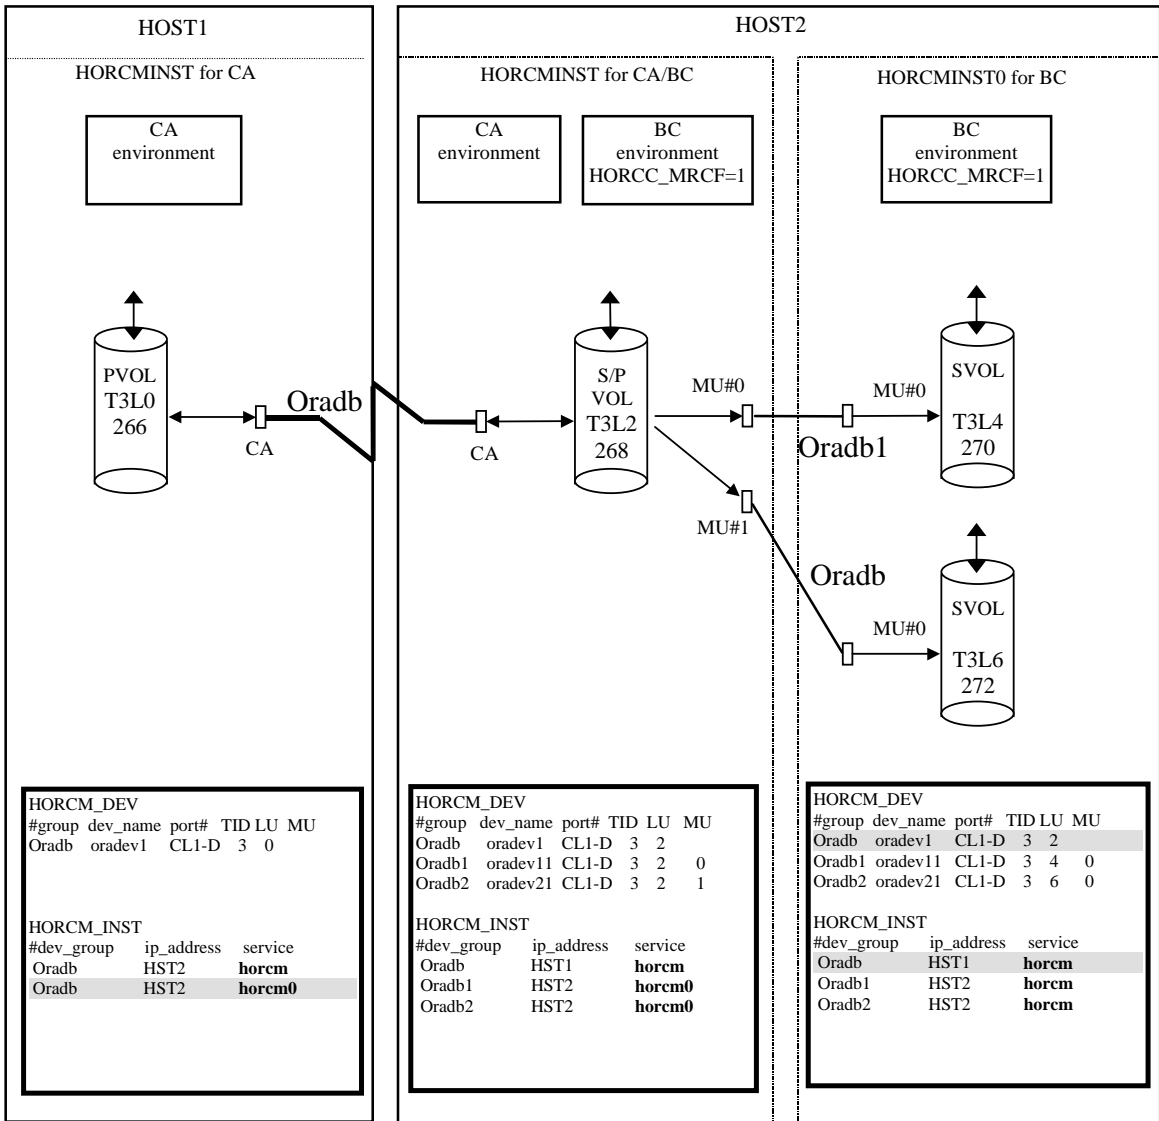 HOST1
HORCMINST for CA
CA
environment
PVOL
T3L0
266
CA
Oradb
HORCM_DEV
#group dev_name port# TID LU MU
Oradb oradev1 CL1-D 3 0
HORCM_INST
#dev_group ip_address service
Oradb HST2 horcm
Oradb HST2 horcm0
HOST2
HORCMINST for CA/BC
CA
environment
BC
environment
HORCC_MRCF=1
CA
S/P
VOL
T3L2
268
MU#0
MU#1
HORCM_DEV
#group dev_name port# TID LU MU
Oradb oradev1 CL1-D 3 2
Oradb1 oradev11 CL1-D 3 2 0
Oradb2 oradev21 CL1-D 3 2 1
HORCM_INST
#dev_group ip_address service
Oradb HST1 horcm
Oradb1 HST2 horcm0
Oradb2 HST2 horcm0
HORCMINST0 for BC
BC
environment
HORCC_MRCF=1
Oradb1
MU#0
SVOL
T3L4
270
Oradb
MU#0
SVOL
T3L6
272
HORCM_DEV
#group dev_name port# TID LU MU
Oradb oradev1 CL1-D 3 2
Oradb1 oradev11 CL1-D 3 4 0
Oradb2 oradev21 CL1-D 3 6 0
HORCM_INST
#dev_group ip_address service
Oradb HST1 horcm
Oradb1 HST2 horcm
Oradb2 HST2 horcm